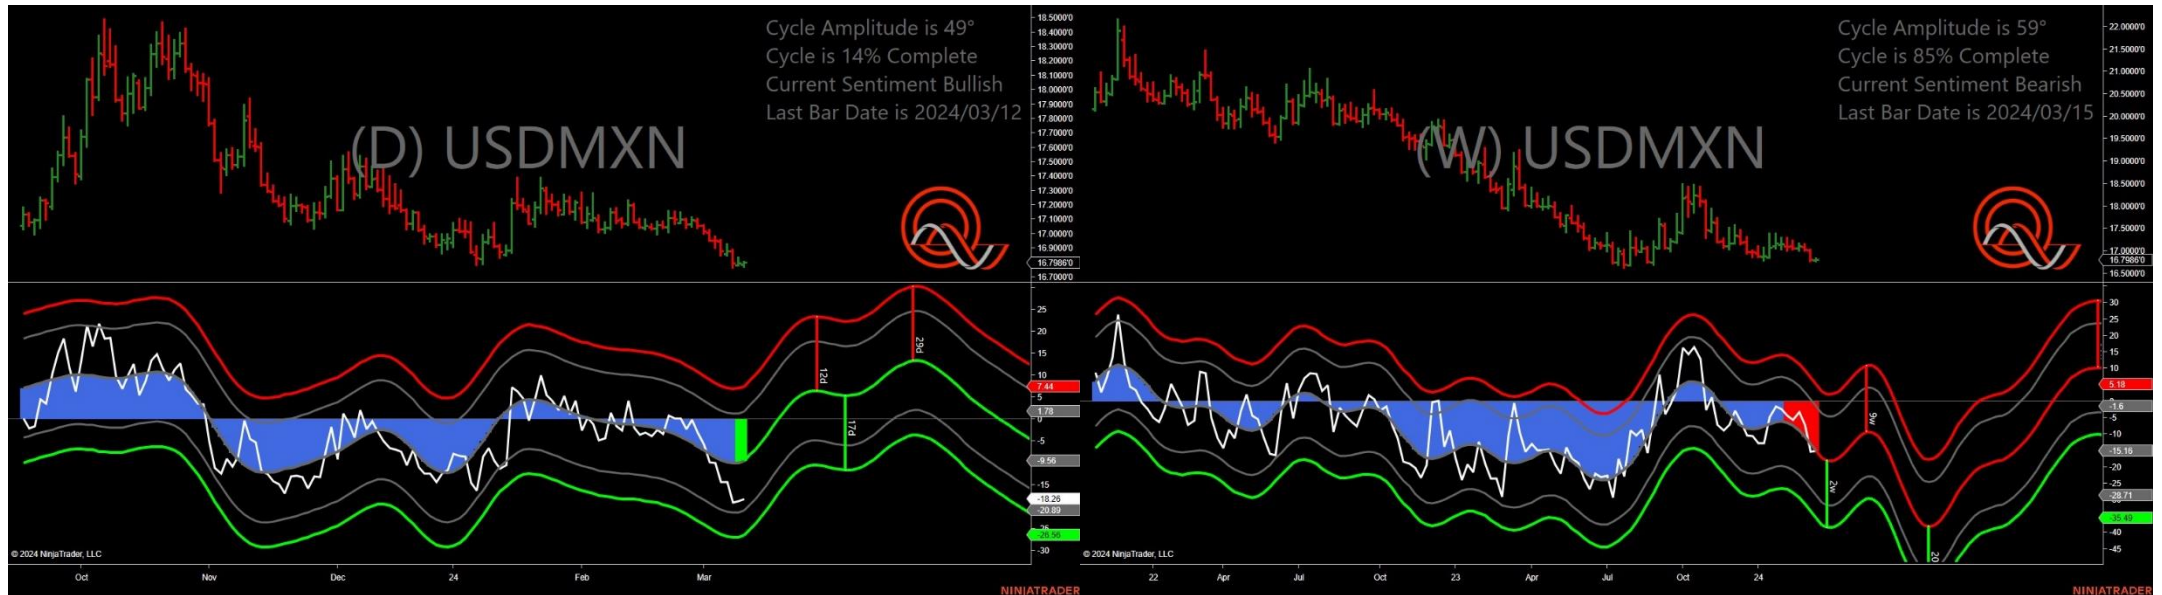 Cycle Amplitude is 49°
Cycle is 14% Complete
Current Sentiment Bullish
Last Bar Date is 2024/03/12
(D) USDMXN
18.5000'0
18.4000'0
18.3000'0
18.2000'0
18.1000'0
18.0000'0
17.9000'0
17.8000'0
17.7000'0
17.6000'0
17.5000'0
17.4000'0
17.3000'0
17.2000'0
17.1000'0
17.0000'0
16.9000'0
16.7986'0
16.7000'0
25
20
15
10
7.44
5
1.78
0
-5
-9.56
-15
-18.26
-20.89
-26.56
-30
12d
17d
29d
© 2024 NinjaTrader, LLC
Oct
Nov
Dec
24
Feb
Mar
NINJATRADER
Cycle Amplitude is 59°
Cycle is 85% Complete
Current Sentiment Bearish
Last Bar Date is 2024/03/15
(W) USDMXN
22.0000'0
21.5000'0
21.0000'0
20.5000'0
20.0000'0
19.5000'0
19.0000'0
18.5000'0
18.0000'0
17.5000'0
17.0000'0
16.7986'0
16.5000'0
30
25
20
15
10
5.18
-1.6
-5
-10
-15.16
-20
-25
-28.71
-35.49
-40
-45
2w
9w
20
© 2024 NinjaTrader, LLC
22
Apr
Jul
Oct
23
Apr
Jul
Oct
24
NINJATRADER